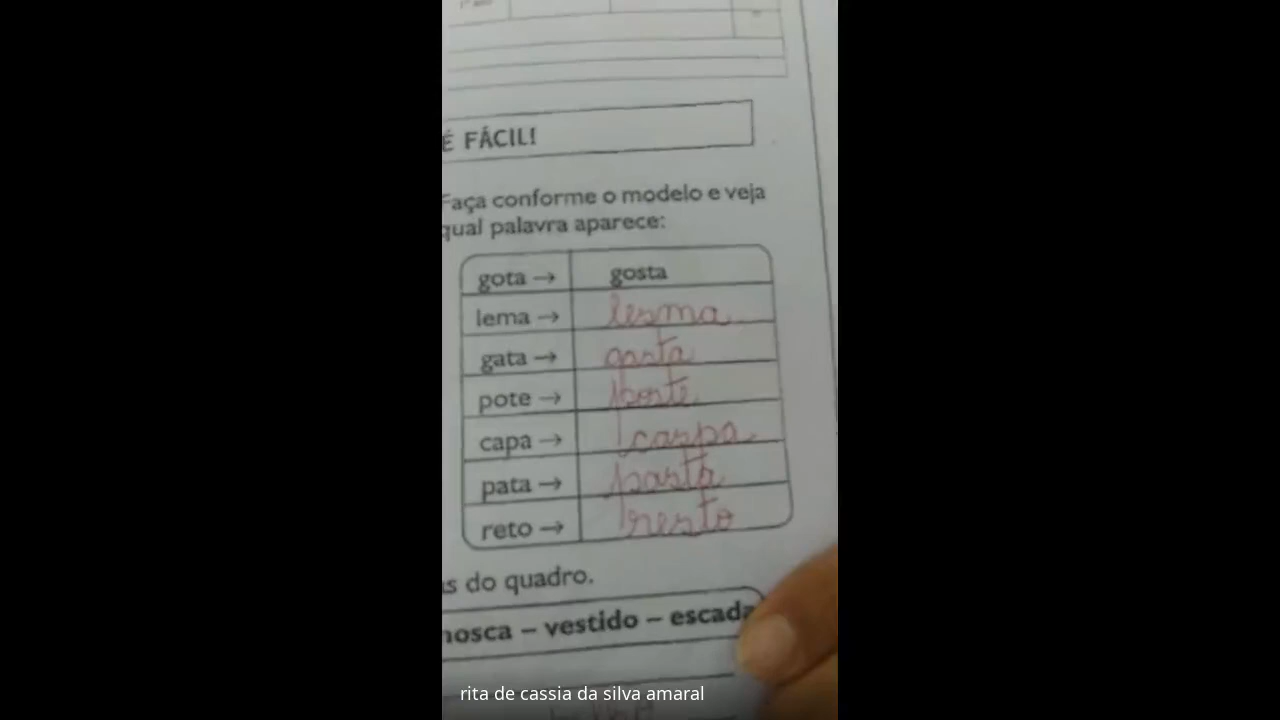 É FÁCIL!
Faça conforme o modelo e veja
qual palavra aparece:
gota → gosta
lema → lesma
gata → gasta
pote → poste
capa → caspa
pata → pasta
reto → resto
do quadro.
– vestido – escada
rita de cassia da silva amaral